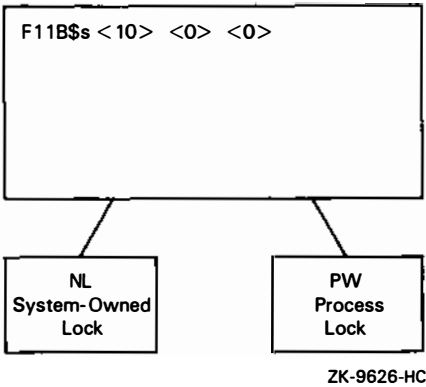 F11B$s <10> <0> <0>
NL
System-Owned
Lock
PW
Process
Lock
ZK-9626-HC